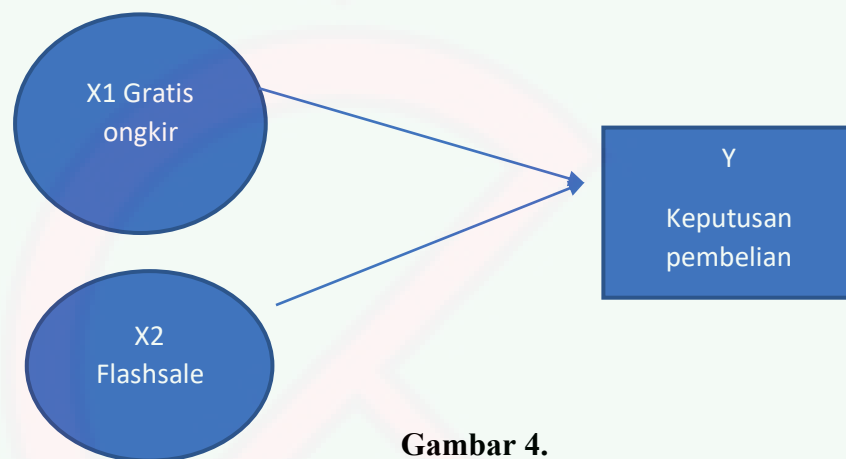 X1 Gratis
ongkir
X2
Flashsale
Y
Keputusan
pembelian
Gambar 4.